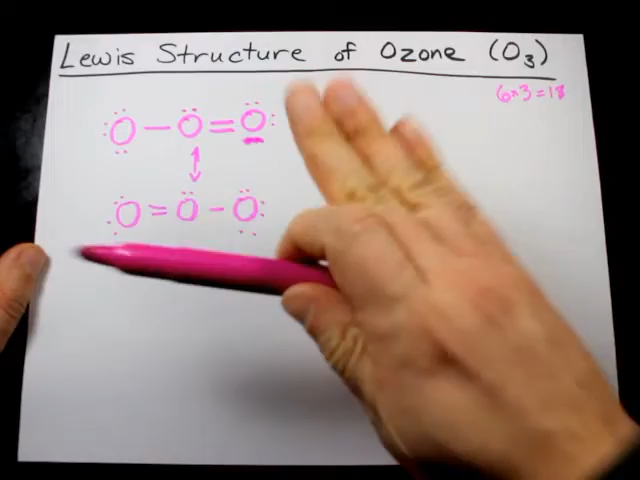 Lewis Structure of Ozone (O₃)
6×3=18
O − O = O
O = O − O